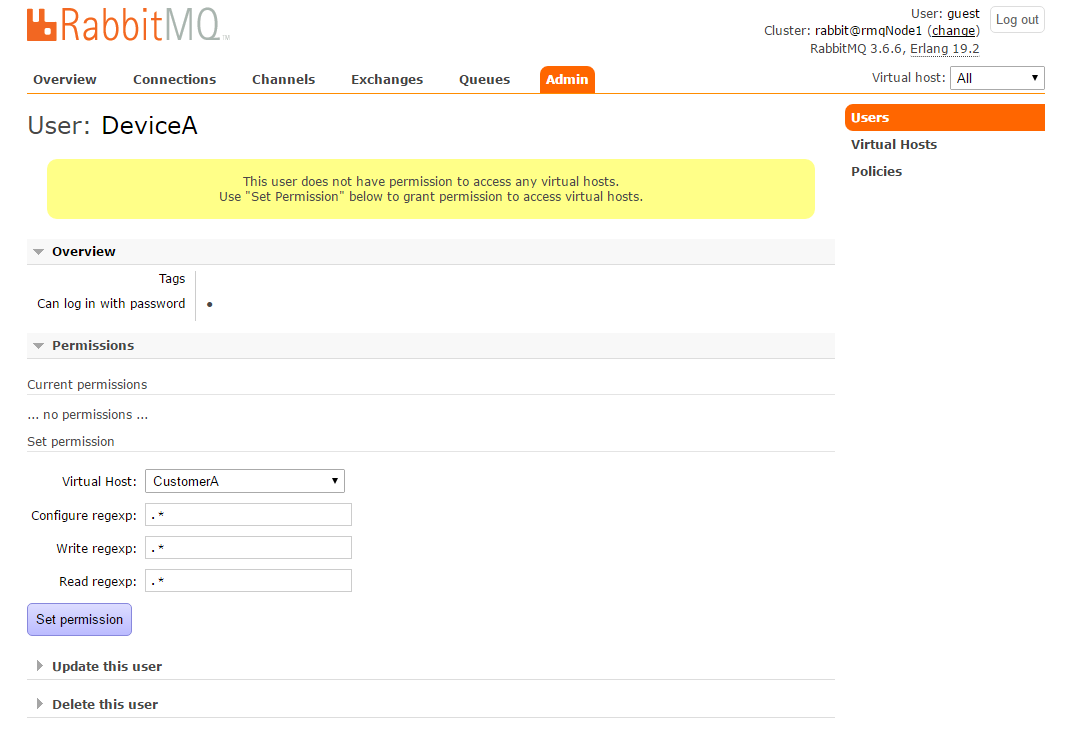 RabbitMQ™
User: guest
Log out
Cluster: rabbit@rmqNode1 (change)
RabbitMQ 3.6.6, Erlang 19.2
Overview Connections Channels Exchanges Queues Admin
Virtual host: All
User: DeviceA
Users
Virtual Hosts
Policies
This user does not have permission to access any virtual hosts.
Use "Set Permission" below to grant permission to access virtual hosts.
Overview
Tags
Can log in with password ●
Permissions
Current permissions
... no permissions ...
Set permission
Virtual Host: CustomerA
Configure regexp: .*
Write regexp: .*
Read regexp: .*
Set permission
Update this user
Delete this user